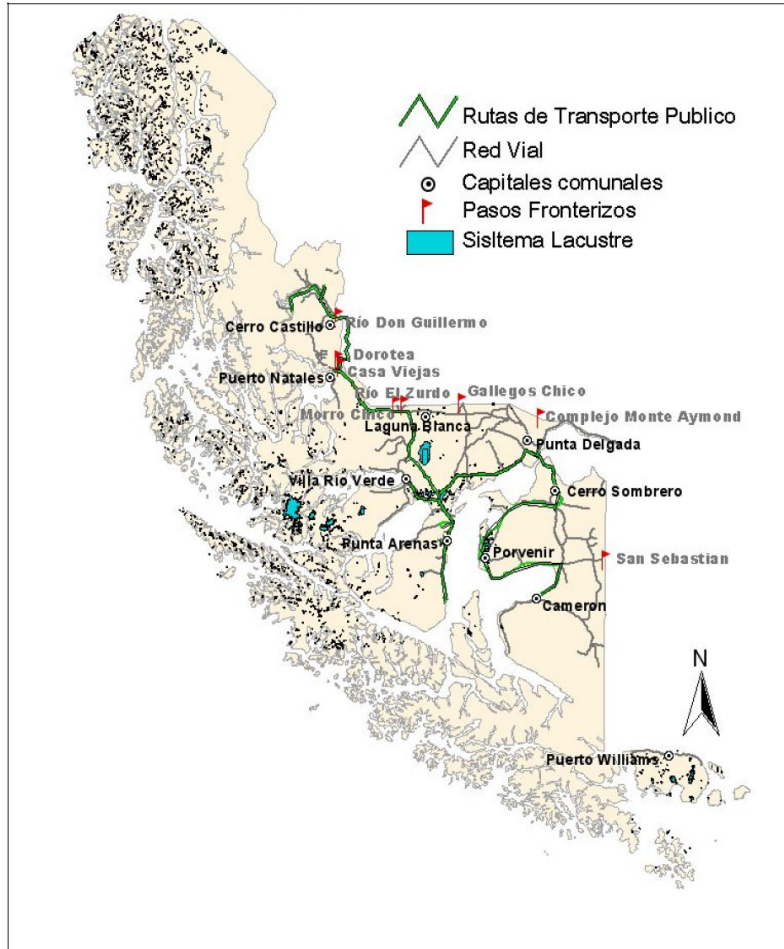 Rutas de Transporte Publico
Red Vial
Capitales comunales
Pasos Fronterizos
Sisltema Lacustre
Cerro Castillo
Río Don Guillermo
Dorotea
Puerto Natales
Casa Viejas
Río El Zurdo
Gallegos Chico
Morro Chico
Laguna Blanca
Complejo Monte Aymond
Punta Delgada
Villa Rio Verde
Cerro Sombrero
Punta Arenas
Porvenir
San Sebastian
Cameron
N
Puerto Williams